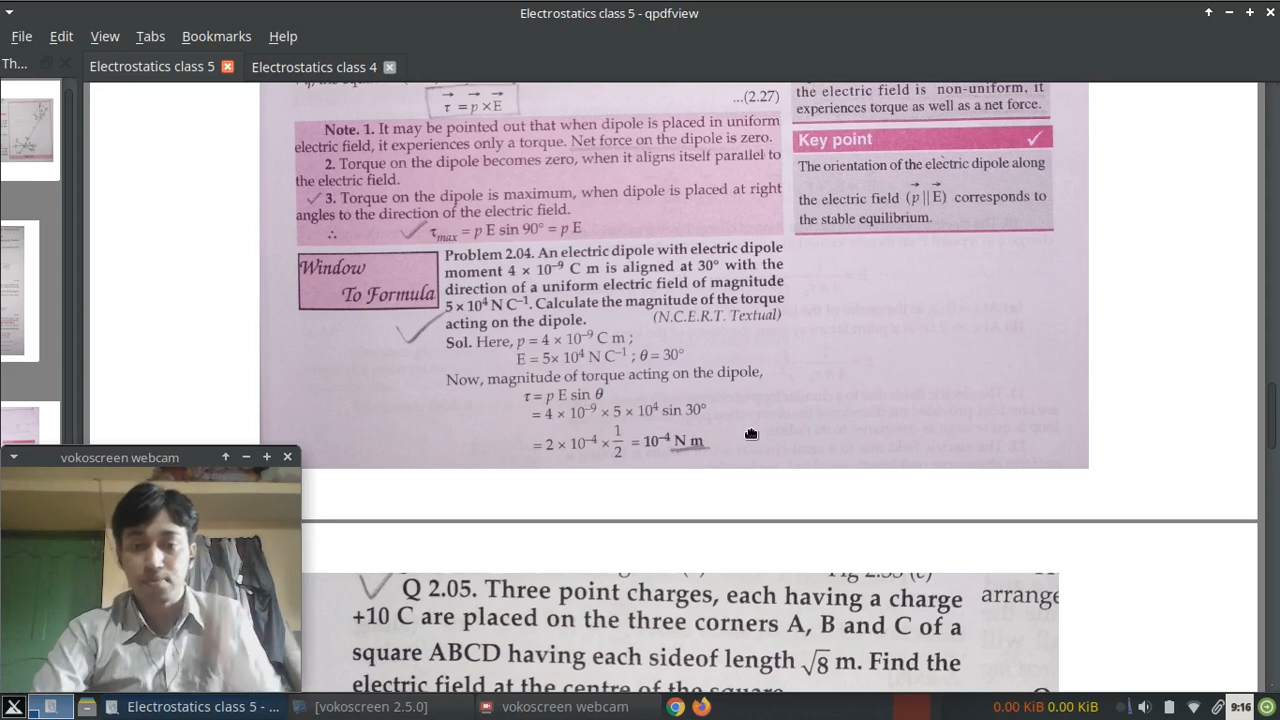 Electrostatics class 5 - qpdfview
File Edit View Tabs Bookmarks Help
Th... Electrostatics class 5 Electrostatics class 4
τ = p × E
...(2.27)
Note. 1. It may be pointed out that when dipole is placed in uniform
electric field, it experiences only a torque. Net force on the dipole is zero.
2. Torque on the dipole becomes zero, when it aligns itself parallel to
the electric field.
3. Torque on the dipole is maximum, when dipole is placed at right
angles to the direction of the electric field.
∴ τmax = p E sin 90° = p E
the electric field is non-uniform, it
experiences torque as well as a net force.
Key point
The orientation of the electric dipole along
the electric field (p || E) corresponds to
the stable equilibrium.
Window
To Formula
Problem 2.04. An electric dipole with electric dipole
moment 4 × 10⁻⁹ C m is aligned at 30° with the
direction of a uniform electric field of magnitude
5 × 10⁴ N C⁻¹. Calculate the magnitude of the torque
acting on the dipole. (N.C.E.R.T. Textual)
Sol. Here, p = 4 × 10⁻⁹ C m ;
E = 5× 10⁴ N C⁻¹ ; θ = 30°
Now, magnitude of torque acting on the dipole,
τ = p E sin θ
= 4 × 10⁻⁹ × 5 × 10⁴ sin 30°
= 2 × 10⁻⁴ × 1/2 = 10⁻⁴ N m
vokoscreen webcam
Q 2.05. Three point charges, each having a charge
+10 C are placed on the three corners A, B and C of a
square ABCD having each sideof length √8 m. Find the
electric field at the centre of the square
arrange
Electrostatics class 5 - ... [vokoscreen 2.5.0] vokoscreen webcam 0.00 KiB 0.00 KiB 9:16